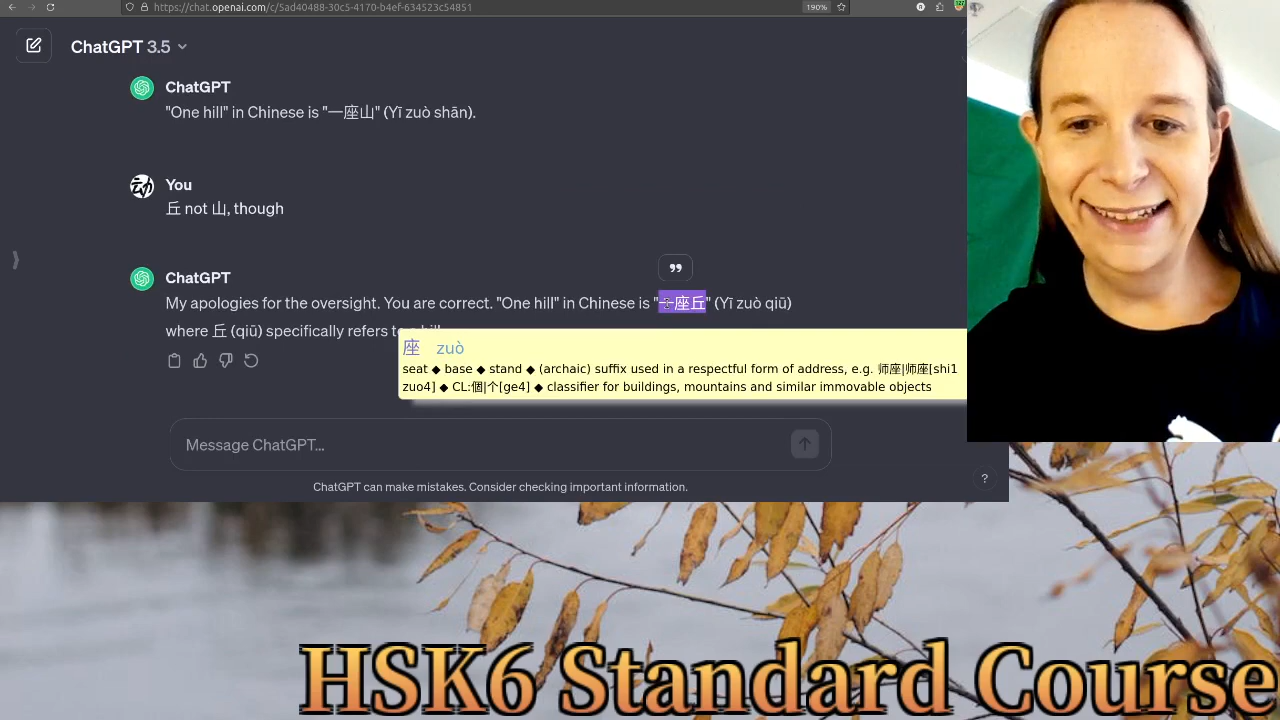 https://chat.openai.com/c/5ad40488-30c5-4170-b4ef-634523c54851
190%
ChatGPT 3.5
ChatGPT
"One hill" in Chinese is "一座山" (Yī zuò shān).
You
丘 not 山, though
ChatGPT
My apologies for the oversight. You are correct. "One hill" in Chinese is "一座丘" (Yī zuò qiū)
where 丘 (qiū) specifically refers to a hill
座 zuò
seat ◆ base ◆ stand ◆ (archaic) suffix used in a respectful form of address, e.g. 师座|师座[shi1
zuo4] ◆ CL:個|个[ge4] ◆ classifier for buildings, mountains and similar immovable objects
Message ChatGPT…
ChatGPT can make mistakes. Consider checking important information.
?
HSK6 Standard Course